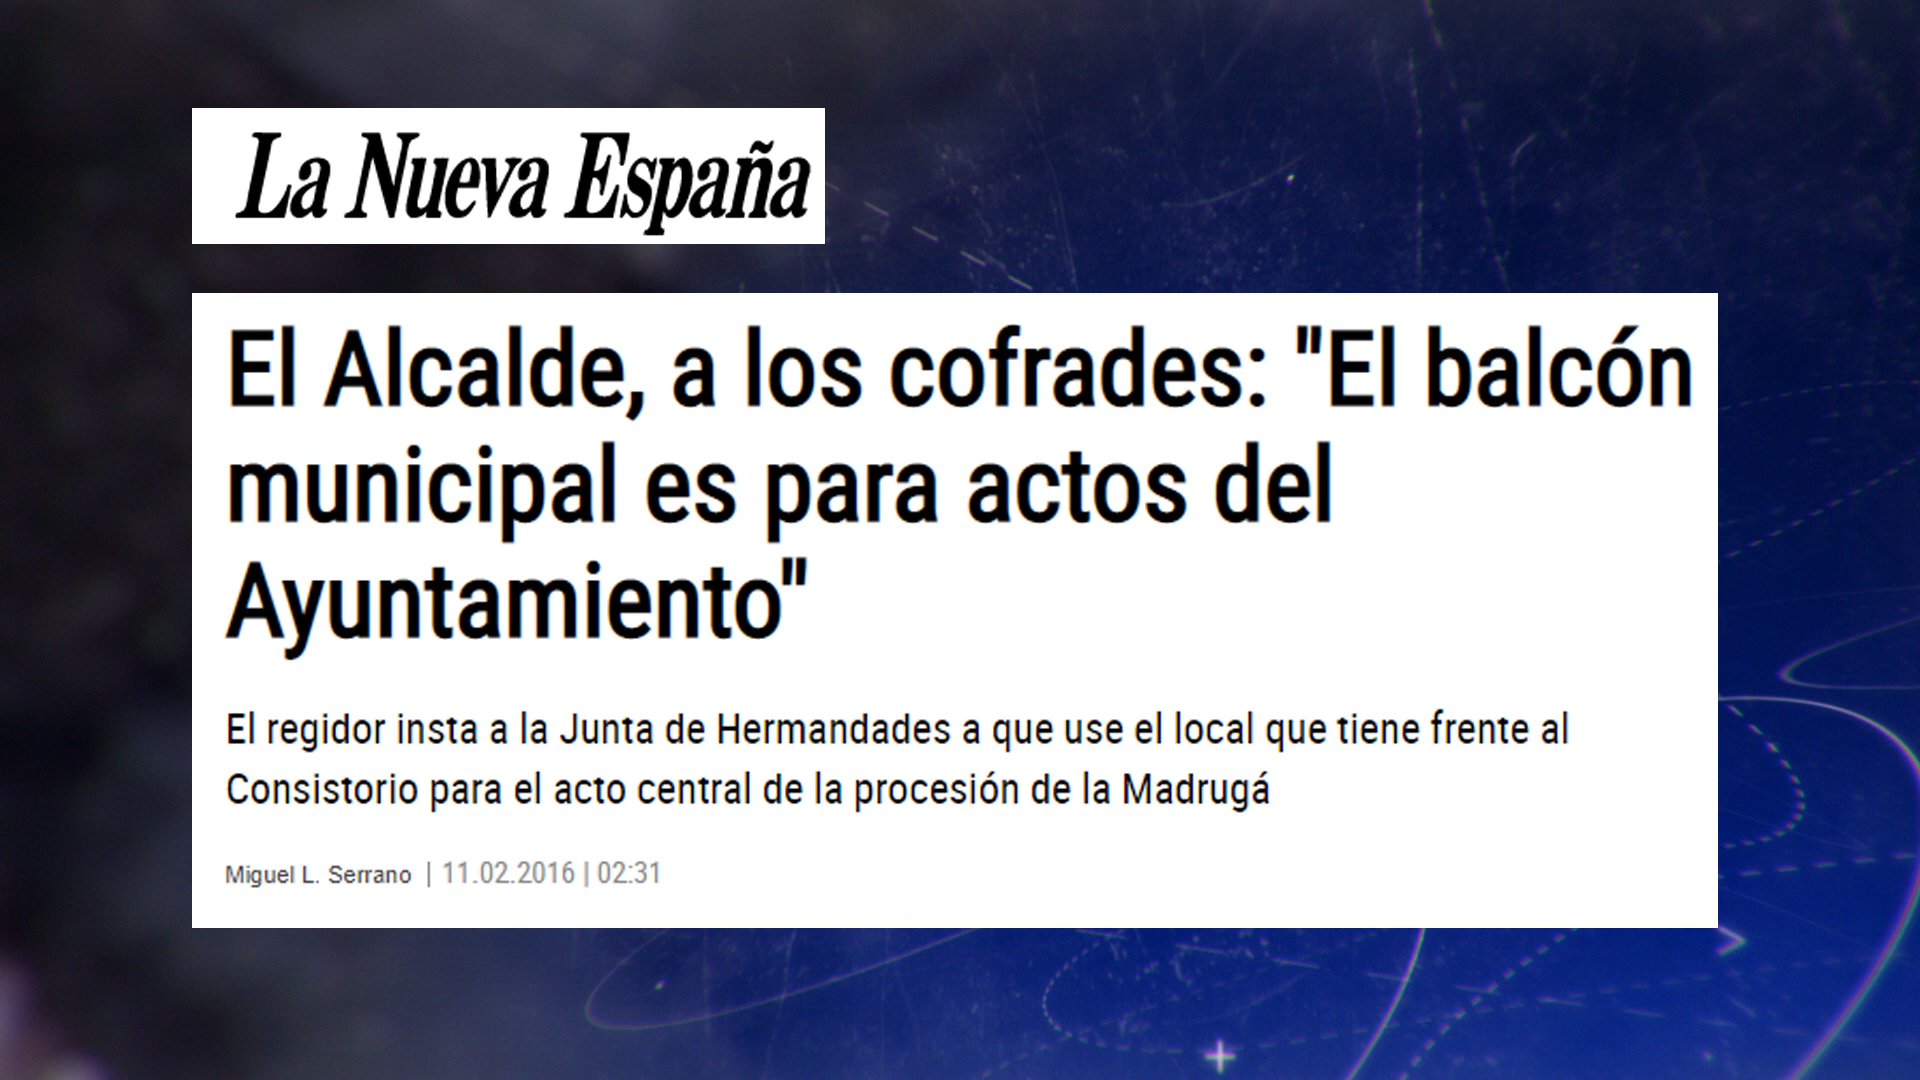 La Nueva España
El Alcalde, a los cofrades: "El balcón
municipal es para actos del
Ayuntamiento"
El regidor insta a la Junta de Hermandades a que use el local que tiene frente al
Consistorio para el acto central de la procesión de la Madrugá
Miguel L. Serrano | 11.02.2016 | 02:31